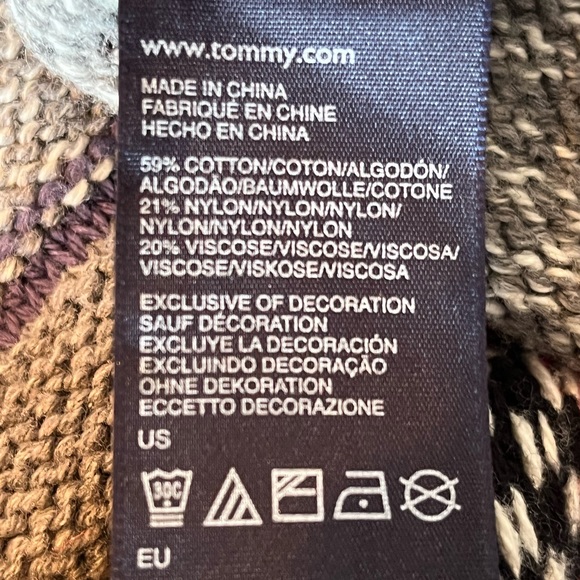 www.tommy.com
MADE IN CHINA
FABRIQUÉ EN CHINE
HECHO EN CHINA
59% COTTON/COTON/ALGODÓN/
ALGODÃO/BAUMWOLLE/COTONE
21% NYLON/NYLON/NYLON/
NYLON/NYLON/NYLON
20% VISCOSE/VISCOSE/VISCOSA/
VISCOSE/VISKOSE/VISCOSA
EXCLUSIVE OF DECORATION
SAUF DÉCORATION
EXCLUYE LA DECORACIÓN
EXCLUINDO DECORAÇÃO
OHNE DEKORATION
ECCETTO DECORAZIONE
US
30C
EU